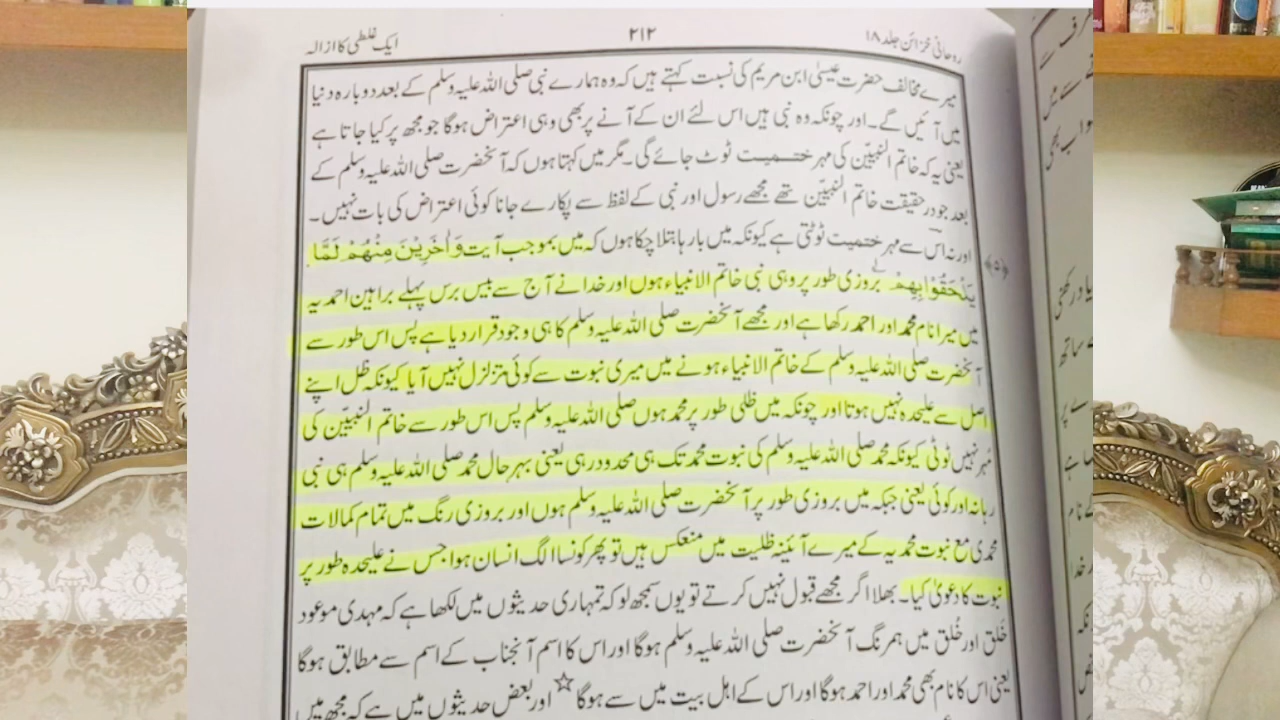 روحانی خزائن جلد ۱۸ ۲۱۲ ایک غلطی کا ازالہ
میرے مخالف حضرت عیسیٰ ابن مریم کی نسبت کہتے ہیں کہ وہ ہمارے نبی صلی اللہ علیہ وسلم کے بعد دوبارہ دنیا
میں آئیں گے۔ اور چونکہ وہ نبی ہیں اس لئے ان کے آنے پر بھی وہی اعتراض ہوگا جو مجھ پر کیا جاتا ہے
یعنی یہ کہ خاتم النبیّین کی مہر ختمیت ٹوٹ جائے گی۔ مگر میں کہتا ہوں کہ آنحضرت صلی اللہ علیہ وسلم کے
بعد جو درحقیقت خاتم النبیّین تھے مجھے رسول اور نبی کے لفظ سے پکارے جانا کوئی اعتراض کی بات نہیں۔
اور نہ اس سے مہر ختمیت ٹوٹتی ہے کیونکہ میں بارہا بتلا چکا ہوں کہ میں بموجب آیت وَاٰخَرِیْنَ مِنْہُمْ لَمَّا
﴿۵﴾
یَلْحَقُوْا بِہِمْ بروزی طور پر وہی نبی خاتم الانبیاء ہوں اور خدا نے آج سے بیس برس پہلے براہین احمدیہ
میں میرا نام محمد اور احمد رکھا ہے اور مجھے آنحضرت صلی اللہ علیہ وسلم کا ہی وجود قرار دیا ہے پس اس طور سے
آنحضرت صلی اللہ علیہ وسلم کے خاتم الانبیاء ہونے میں میری نبوت سے کوئی تزلزل نہیں آیا کیونکہ ظل اپنے
اصل سے علیحدہ نہیں ہوتا اور چونکہ میں ظلی طور پر محمد ہوں صلی اللہ علیہ وسلم پس اس طور سے خاتم النبیّین کی
مُہر نہیں ٹوٹی کیونکہ محمد صلی اللہ علیہ وسلم کی نبوت محمد تک ہی محدود رہی یعنی بہرحال محمد صلی اللہ علیہ وسلم ہی نبی
رہا نہ اور کوئی یعنی جبکہ میں بروزی طور پر آنحضرت صلی اللہ علیہ وسلم ہوں اور بروزی رنگ میں تمام کمالات
محمدی مع نبوت محمدیہ کے میرے آئینہ ظلیت میں منعکس ہیں تو پھر کونسا الگ انسان ہوا جس نے علیحدہ طور پر
نبوت کا دعویٰ کیا۔ بھلا اگر مجھے قبول نہیں کرتے تو یوں سمجھ لو کہ تمہاری حدیثوں میں لکھا ہے کہ مہدی موعود
خَلق اور خُلق میں ہمرنگ آنحضرت صلی اللہ علیہ وسلم ہوگا اور اس کا اسم آنجناب کے اسم سے مطابق ہوگا
یعنی اس کا نام بھی محمد اور احمد ہوگا اور اس کے اہل بیت میں سے ہوگا ☆ اور بعض حدیثوں میں ہے کہ مجھ میں